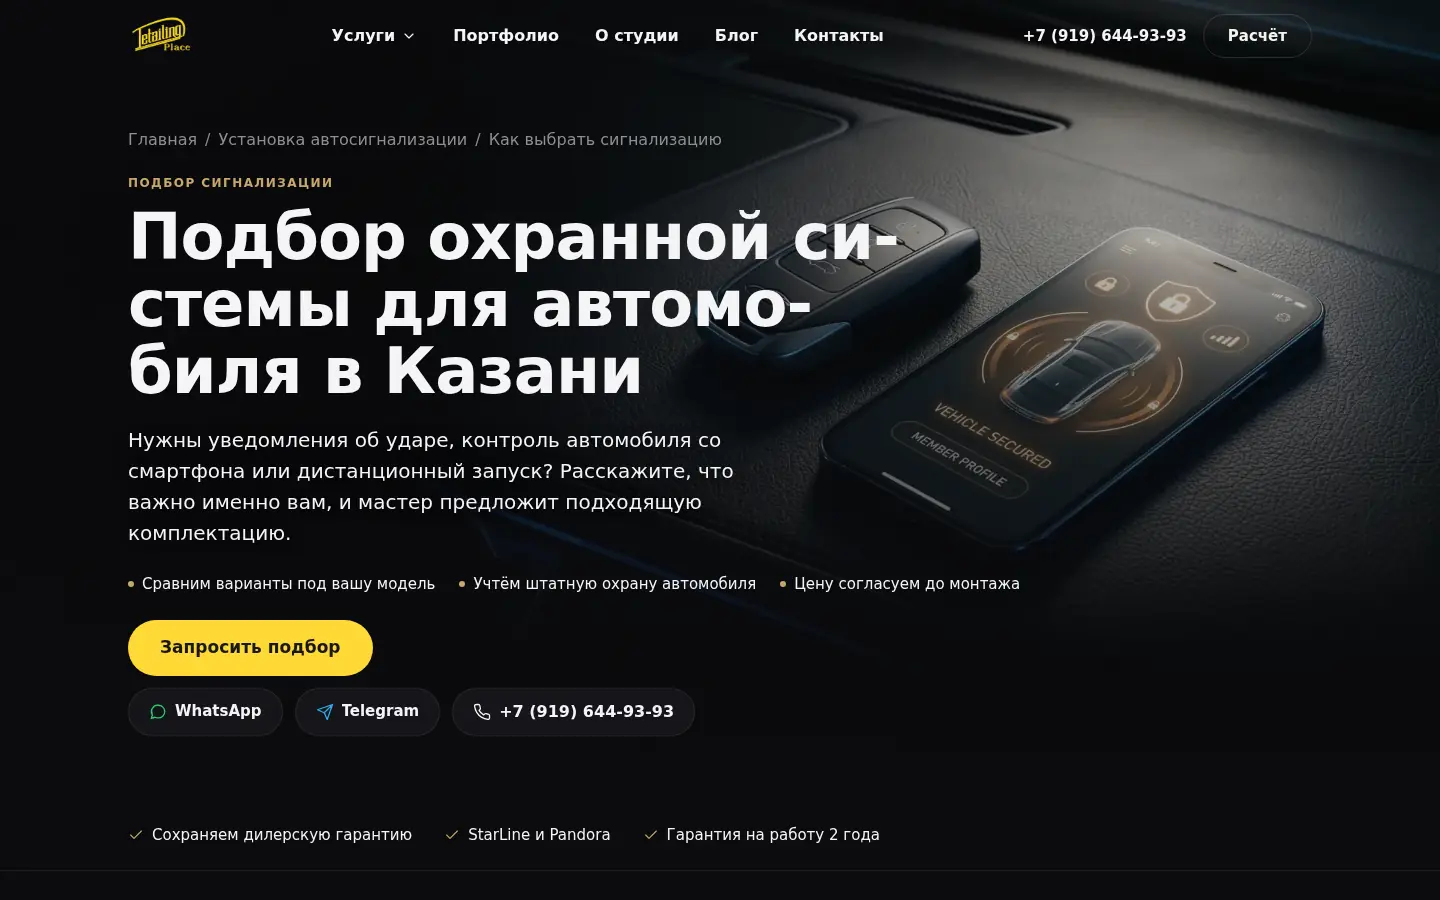 Detailing
Place
Услуги
Портфолио
О студии
Блог
Контакты
+7 (919) 644-93-93
Расчёт
Главная / Установка автосигнализации / Как выбрать сигнализацию
ПОДБОР СИГНАЛИЗАЦИИ
Подбор охранной си-
стемы для автомо-
биля в Казани
Нужны уведомления об ударе, контроль автомобиля со
смартфона или дистанционный запуск? Расскажите, что
важно именно вам, и мастер предложит подходящую
комплектацию.
VEHICLE SECURED
MEMBER PROFILE
Сравним варианты под вашу модель
Учтём штатную охрану автомобиля
Цену согласуем до монтажа
Запросить подбор
WhatsApp
Telegram
+7 (919) 644-93-93
Сохраняем дилерскую гарантию
StarLine и Pandora
Гарантия на работу 2 года